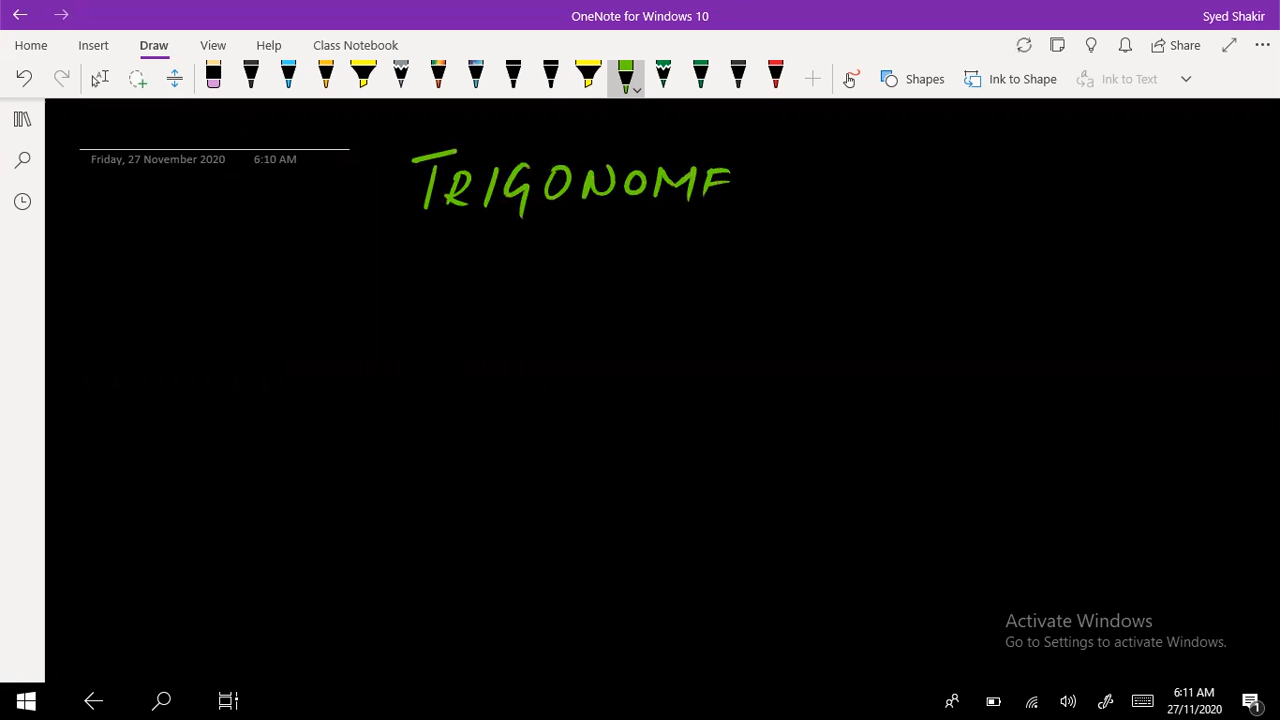 OneNote for Windows 10
Syed Shakir
Home Insert Draw View Help Class Notebook Share
Shapes Ink to Shape Ink to Text
Friday, 27 November 2020 6:10 AM
TRIGONOMF
Activate Windows
Go to Settings to activate Windows.
6:11 AM
27/11/2020
1